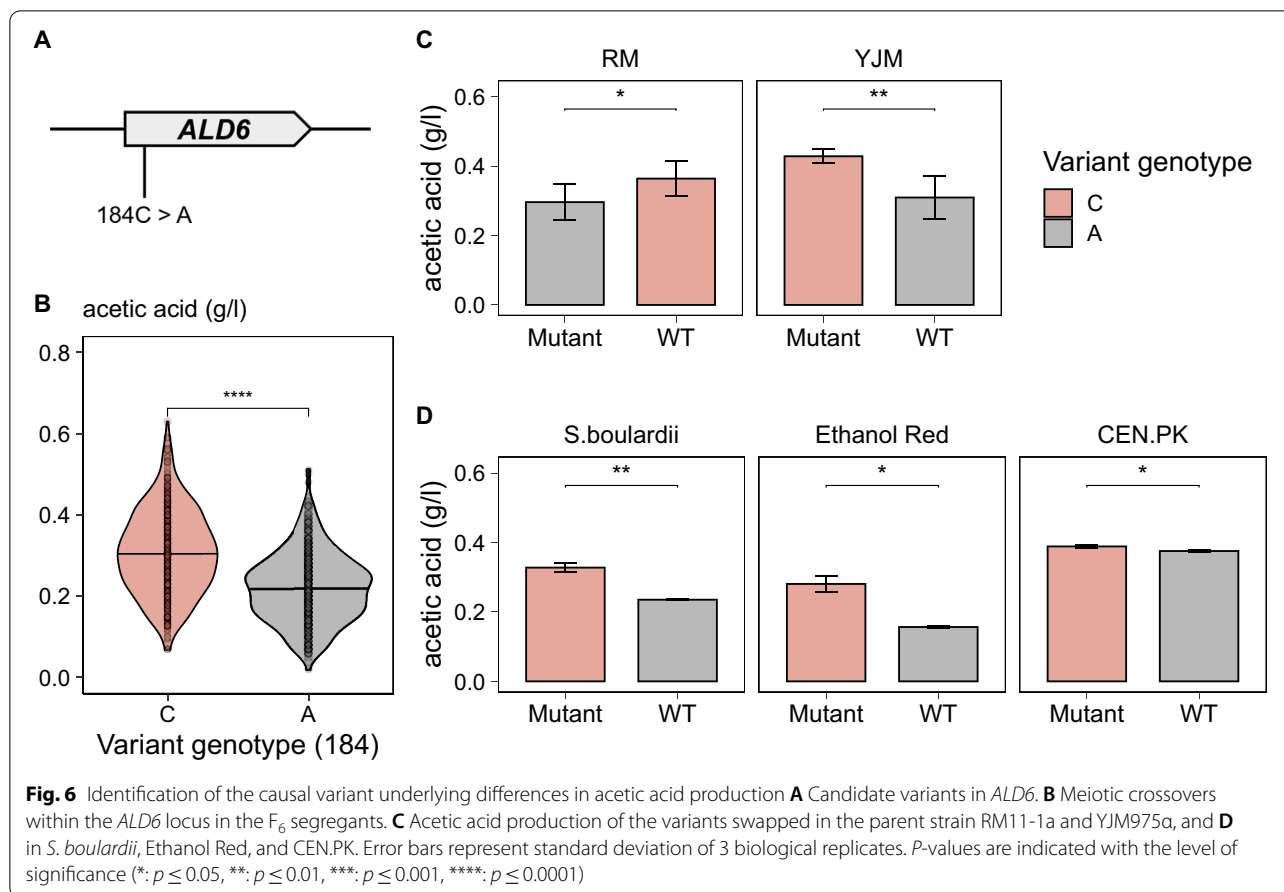 A
ALD6
184C > A
B
acetic acid (g/l)
0.8
0.6
0.4
0.2
0.0
****
C
A
Variant genotype (184)
C
RM
YJM
acetic acid (g/l)
0.6
0.4
0.2
0.0
*
**
Mutant
WT
Mutant
WT
Variant genotype
C
A
D
S.boulardii
Ethanol Red
CEN.PK
acetic acid (g/l)
0.6
0.4
0.2
0.0
**
*
*
Mutant
WT
Mutant
WT
Mutant
WT
Fig. 6 Identification of the causal variant underlying differences in acetic acid production A Candidate variants in ALD6. B Meiotic crossovers
within the ALD6 locus in the F6 segregants. C Acetic acid production of the variants swapped in the parent strain RM11-1a and YJM975α, and D
in S. boulardii, Ethanol Red, and CEN.PK. Error bars represent standard deviation of 3 biological replicates. P-values are indicated with the level of
significance (*: p ≤ 0.05, **: p ≤ 0.01, ***: p ≤ 0.001, ****: p ≤ 0.0001)